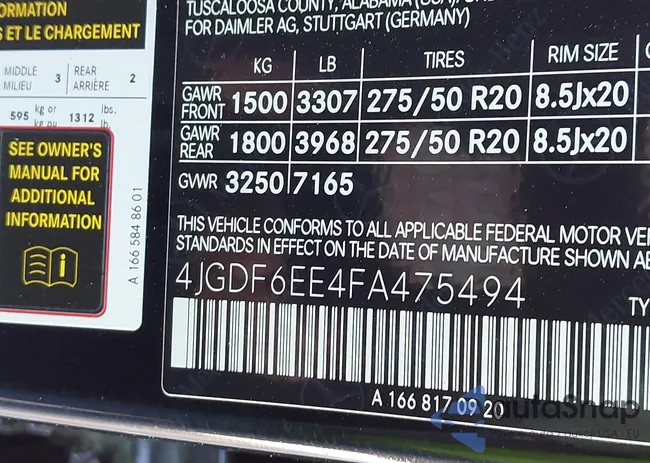 ORMATION
S ET LE CHARGEMENT
MIDDLE
MILIEU 3 REAR
ARRIÈRE 2
595 kg or
kg ou 1312 lbs.
lb.
SEE OWNER'S
MANUAL FOR
ADDITIONAL
INFORMATION
A 166 584 86 01
TUSCALOOSA COUNTY, ALABAMA (USA)
FOR DAIMLER AG, STUTTGART (GERMANY)
KG LB TIRES RIM SIZE
GAWR
FRONT 1500 3307 275/50 R20 8.5Jx20
GAWR
REAR 1800 3968 275/50 R20 8.5Jx20
GVWR 3250 7165
THIS VEHICLE CONFORMS TO ALL APPLICABLE FEDERAL MOTOR VE
STANDARDS IN EFFECT ON THE DATE OF MANUFACTURE SHOWN AB
4JGDF6EE4FA475494
TY
A 166 817 09 20
autoSnap